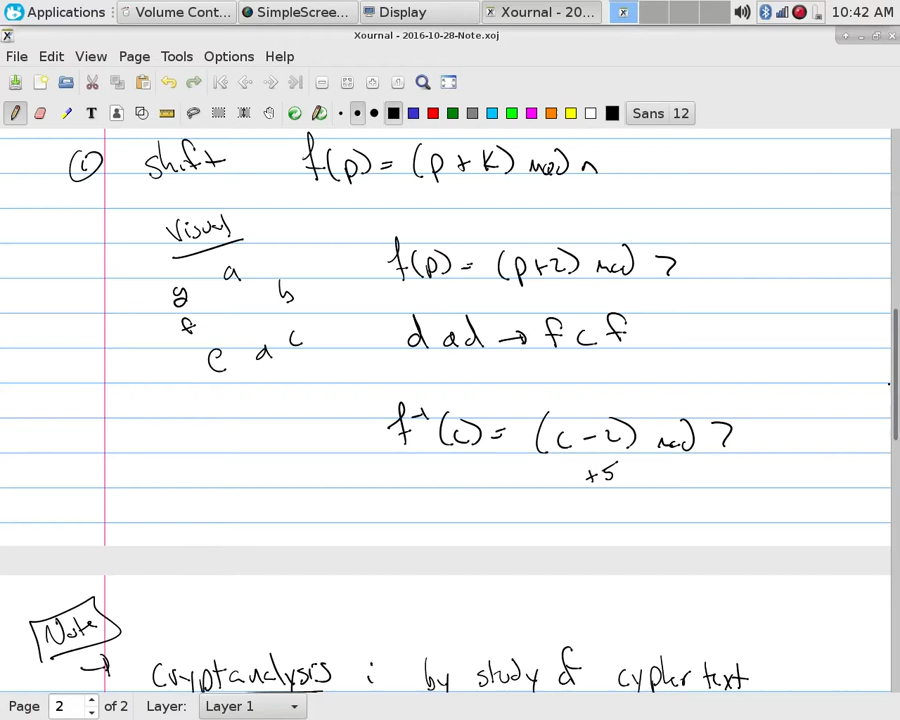 Applications
Volume Cont...
SimpleScree...
Display
Xournal - 20...
10:42 AM
Xournal - 2016-10-28-Note.xoj
File Edit View Page Tools Options Help
Sans 12
① shift f(p) = (p + k) mod n
Visual
a
g
b
f(p) = (p+2) mod 7
f
c
e
d
d ad → f c f
f⁻¹(c) = (c - 2) mod 7
+5
Note
→ cryptanalysis : by study of cypher text
Page 2 of 2 Layer: Layer 1